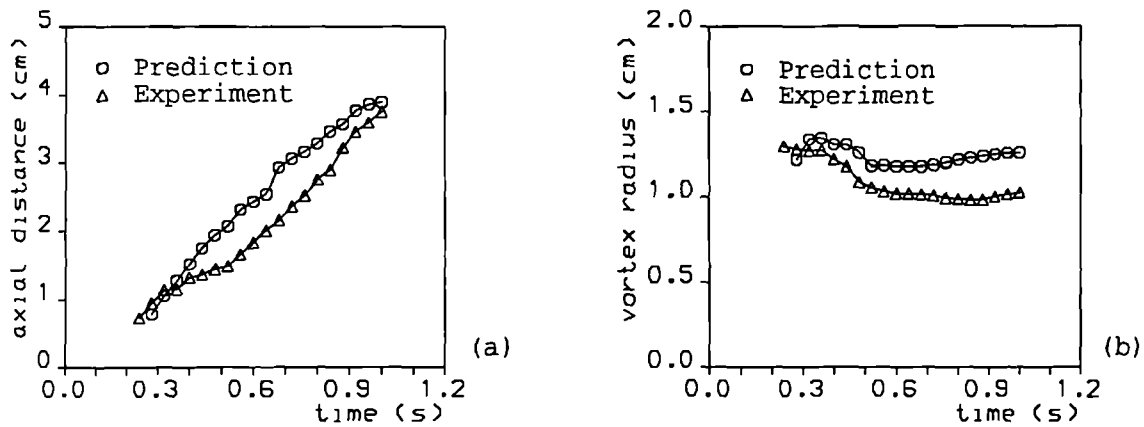 5
4
3
2
1
0
axial distance (cm)
Prediction
Experiment
0.0 0.3 0.6 0.9 1.2
time (s)
(a)
2.0
1.5
1.0
0.5
0.0
vortex radius (cm)
Prediction
Experiment
0.0 0.3 0.6 0.9 1.2
time (s)
(b)